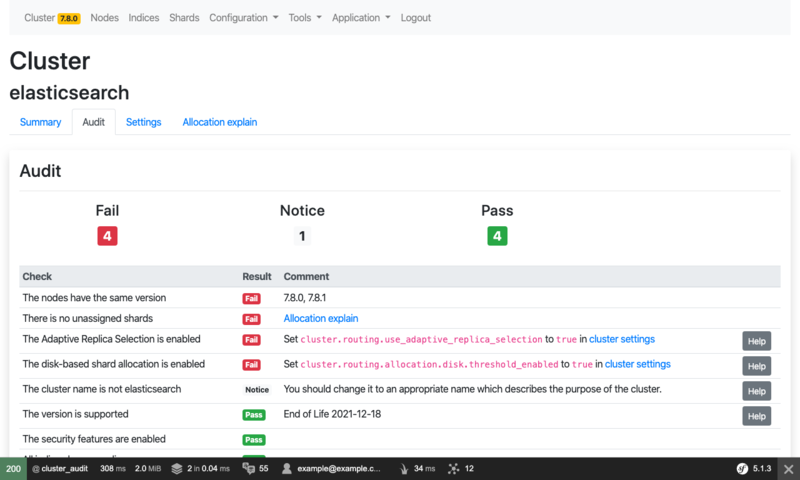 Cluster 7.8.0 Nodes Indices Shards Configuration Tools Application Logout
Cluster
elasticsearch
Summary Audit Settings Allocation explain
Audit
Fail Notice Pass
4 1 4
Check Result Comment
The nodes have the same version Fail 7.8.0, 7.8.1
There is no unassigned shards Fail Allocation explain
The Adaptive Replica Selection is enabled Fail Set cluster.routing.use_adaptive_replica_selection to true in cluster settings Help
The disk-based shard allocation is enabled Fail Set cluster.routing.allocation.disk.threshold_enabled to true in cluster settings Help
The cluster name is not elasticsearch Notice You should change it to an appropriate name which describes the purpose of the cluster. Help
The version is supported Pass End of Life 2021-12-18 Help
The security features are enabled Pass
200 @ cluster_audit 308 ms 2.0 MiB 2 in 0.04 ms 55 example@example.c... 34 ms 12 sf 5.1.3